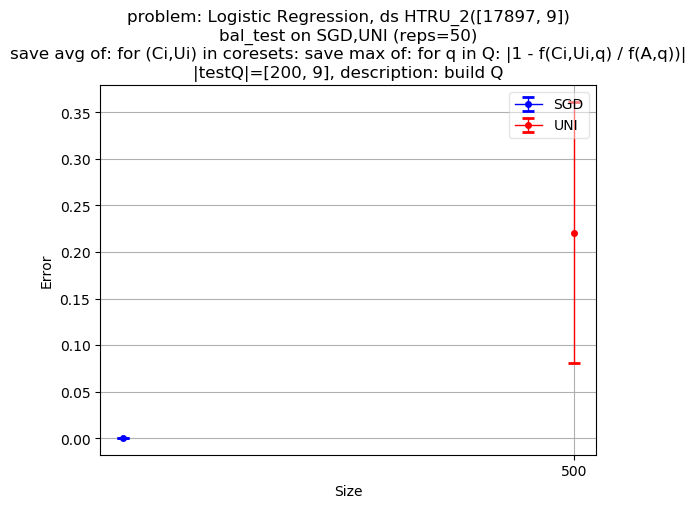 problem: Logistic Regression, ds HTRU_2([17897, 9])
bal_test on SGD,UNI (reps=50)
save avg of: for (Ci,Ui) in coresets: save max of: for q in Q: |1 - f(Ci,Ui,q) / f(A,q))|
|testQ|=[200, 9], description: build Q
SGD
UNI
0.35
0.30
0.25
0.20
0.15
0.10
0.05
0.00
Error
500
Size